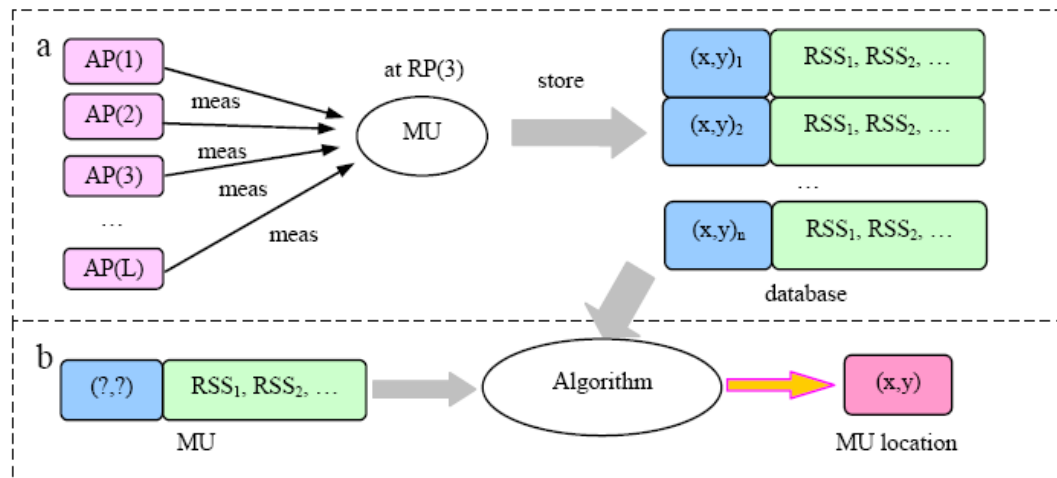 a
AP(1)
AP(2)
AP(3)
…
AP(L)
meas
meas
meas
meas
at RP(3)
MU
store
(x,y)₁ RSS₁, RSS₂, …
(x,y)₂ RSS₁, RSS₂, …
…
(x,y)ₙ RSS₁, RSS₂, …
database
b
(?,?) RSS₁, RSS₂, …
MU
Algorithm
(x,y)
MU location